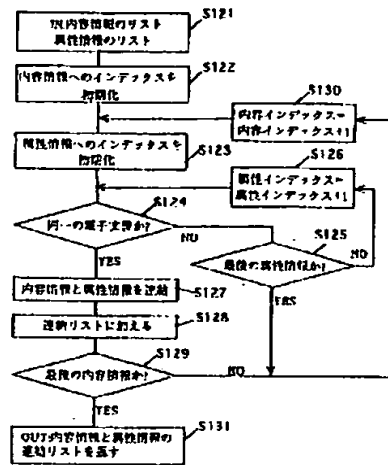 IN:内容情報のリスト
属性情報のリスト
S121
内容情報へのインデックスを
初期化
S122
S130
内容インデックス=
内容インデックス+1
属性情報へのインデックスを
初期化
S123
S126
属性インデックス=
属性インデックス+1
同一の電子文書か?
S124
NO
YES
S125
最後の属性情報か?
NO
YES
内容情報と属性情報を連結
S127
連結リストに加える
S128
最後の内容情報か?
S129
NO
YES
OUT:内容情報と属性情報の
連結リストを返す
S131